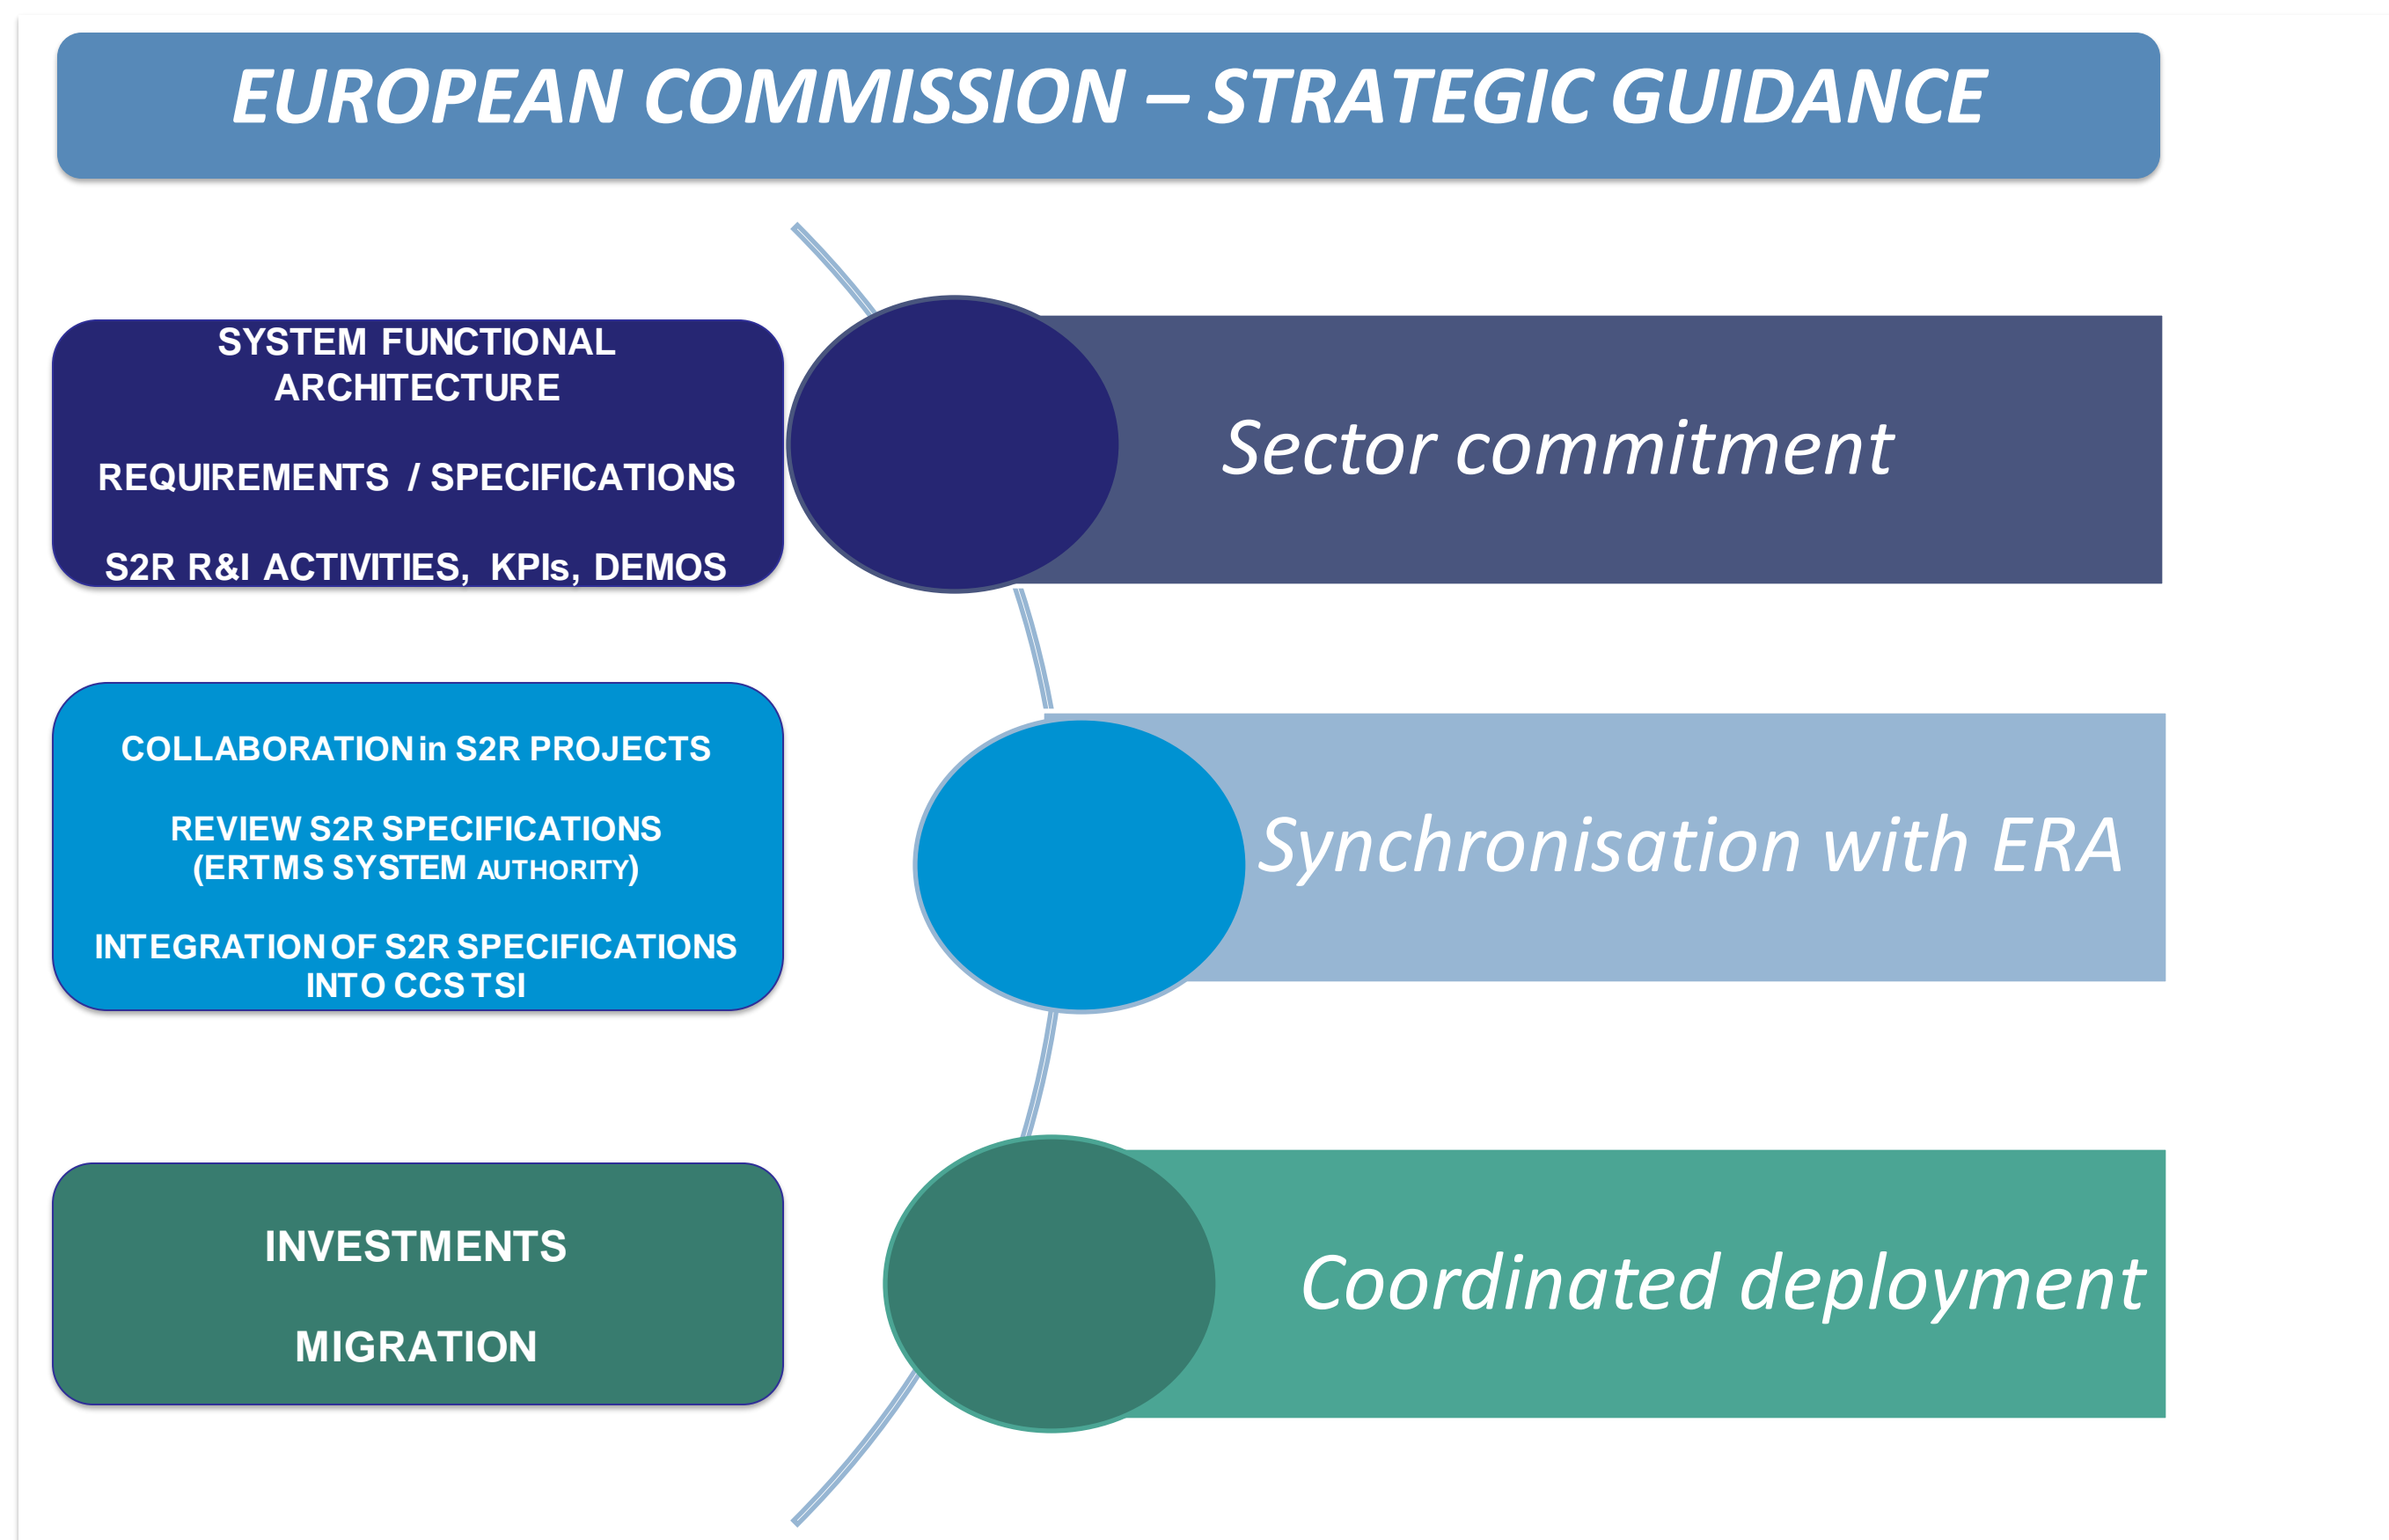 EUROPEAN COMMISSION – STRATEGIC GUIDANCE
SYSTEM FUNCTIONAL
ARCHITECTURE
REQUIREMENTS / SPECIFICATIONS
S2R R&I ACTIVITIES, KPIs, DEMOS
Sector commitment
COLLABORATION in S2R PROJECTS
REVIEW S2R SPECIFICATIONS
(ERTMS SYSTEM AUTHORITY)
INTEGRATION OF S2R SPECIFICATIONS
INTO CCS TSI
Synchronisation with ERA
INVESTMENTS
MIGRATION
Coordinated deployment